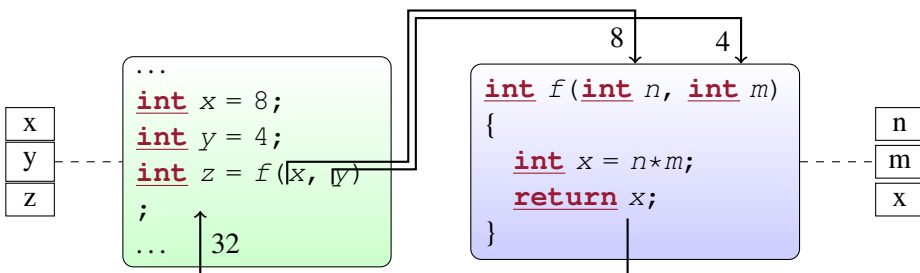 8 4
x
y
z
...
int x = 8;
int y = 4;
int z = f(x, y)
;
...
32
int f(int n, int m)
{
int x = n*m;
return x;
}
n
m
x